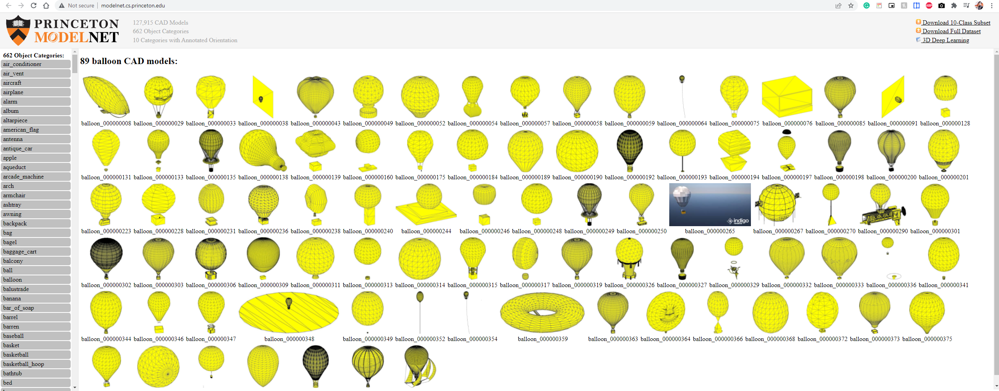 Not secure | modelnet.cs.princeton.edu
ABP
PRINCETON
MODELNET
127,915 CAD Models
662 Object Categories
10 Categories with Annotated Orientation
Download 10-Class Subset
Download Full Dataset
3D Deep Learning
662 Object Categories:
air_conditioner
air_vent
aircraft
airplane
alarm
album
altarpiece
american_flag
antenna
antique_car
apple
aqueduct
arcade_machine
arch
armchair
ashtray
awning
backpack
bag
bagel
baggage_cart
balcony
ball
balloon
balustrade
banana
bar_of_soap
barrel
barren
baseball
basket
basketball
basketball_hoop
bathtub
bed
89 balloon CAD models:
balloon_000000008 balloon_000000029 balloon_000000033 balloon_000000038 balloon_000000043 balloon_000000049 balloon_000000052 balloon_000000054 balloon_000000057 balloon_000000058 balloon_000000059 balloon_000000064 balloon_000000075 balloon_000000076 balloon_000000085 balloon_000000091 balloon_000000128
balloon_000000131 balloon_000000133 balloon_000000135 balloon_000000138 balloon_000000139 balloon_000000160 balloon_000000175 balloon_000000184 balloon_000000189 balloon_000000190 balloon_000000192 balloon_000000193 balloon_000000194 balloon_000000197 balloon_000000198 balloon_000000200 balloon_000000201
indigo
renderer
balloon_000000223 balloon_000000228 balloon_000000231 balloon_000000236 balloon_000000238 balloon_000000240 balloon_000000244 balloon_000000246 balloon_000000248 balloon_000000249 balloon_000000250 balloon_000000265 balloon_000000267 balloon_000000270 balloon_000000290 balloon_000000301
balloon_000000302 balloon_000000303 balloon_000000306 balloon_000000309 balloon_000000311 balloon_000000313 balloon_000000314 balloon_000000315 balloon_000000317 balloon_000000319 balloon_000000326 balloon_000000327 balloon_000000329 balloon_000000332 balloon_000000333 balloon_000000336 balloon_000000341
balloon_000000344 balloon_000000346 balloon_000000347 balloon_000000348 balloon_000000349 balloon_000000352 balloon_000000354 balloon_000000359 balloon_000000363 balloon_000000364 balloon_000000366 balloon_000000368 balloon_000000372 balloon_000000373 balloon_000000375